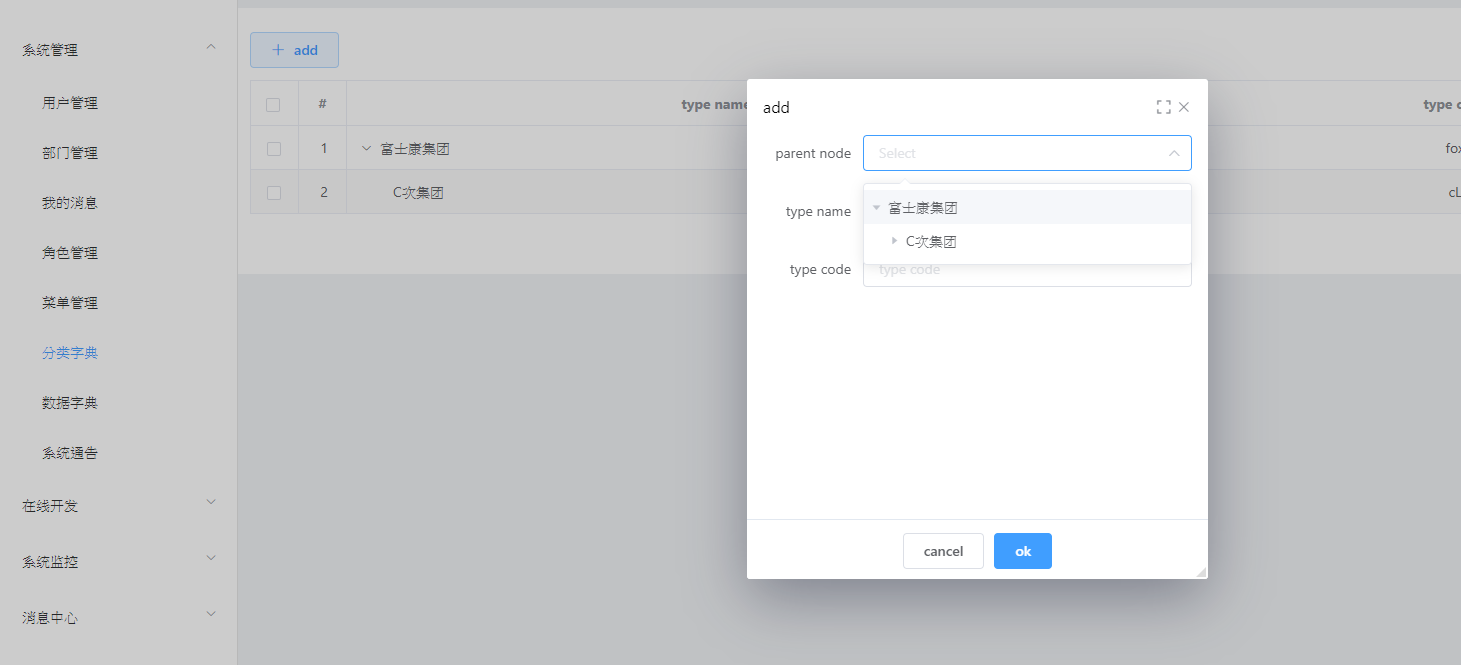 系统管理
用户管理
部门管理
我的消息
角色管理
菜单管理
分类字典
数据字典
系统通告
在线开发
系统监控
消息中心
add
# type name type
1 富士康集团 fox
2 C次集团 cL
add
parent node Select
富士康集团
C次集团
type name
type code type code
cancel ok